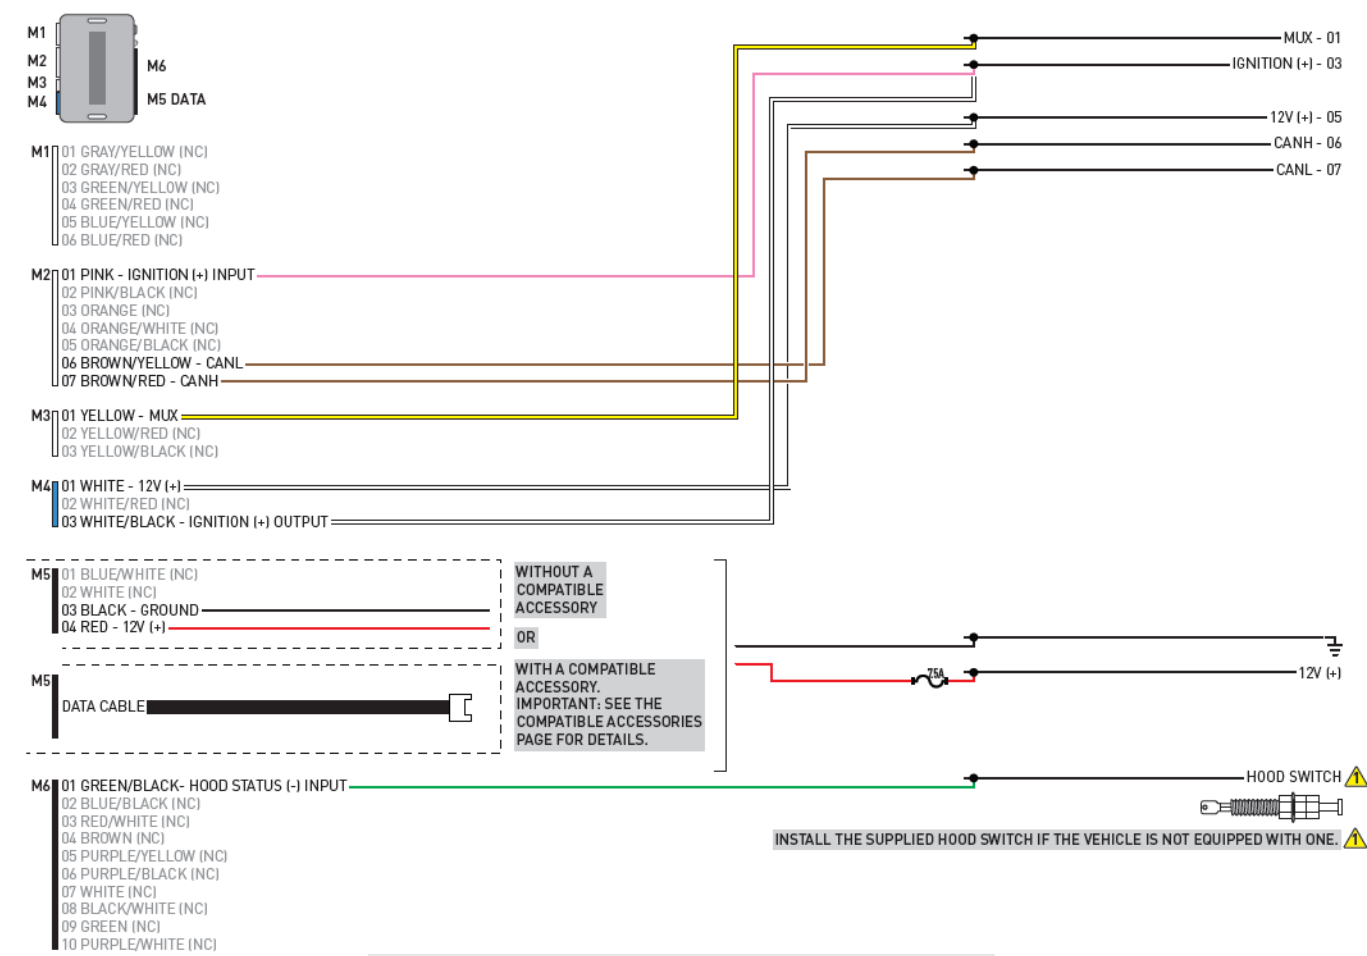 M1
M2
M3
M4
M6
M5 DATA
MUX - 01
IGNITION (+) - 03
12V (+) - 05
CANH - 06
CANL - 07
M1 01 GRAY/YELLOW (NC)
02 GRAY/RED (NC)
03 GREEN/YELLOW (NC)
04 GREEN/RED (NC)
05 BLUE/YELLOW (NC)
06 BLUE/RED (NC)
M2 01 PINK - IGNITION (+) INPUT
02 PINK/BLACK (NC)
03 ORANGE (NC)
04 ORANGE/WHITE (NC)
05 ORANGE/BLACK (NC)
06 BROWN/YELLOW - CANL
07 BROWN/RED - CANH
M3 01 YELLOW - MUX
02 YELLOW/RED (NC)
03 YELLOW/BLACK (NC)
M4 01 WHITE - 12V (+)
02 WHITE/RED (NC)
03 WHITE/BLACK - IGNITION (+) OUTPUT
M5 01 BLUE/WHITE (NC)
02 WHITE (NC)
03 BLACK - GROUND
04 RED - 12V (+)
WITHOUT A
COMPATIBLE
ACCESSORY
OR
M5
DATA CABLE
WITH A COMPATIBLE
ACCESSORY.
IMPORTANT: SEE THE
COMPATIBLE ACCESSORIES
PAGE FOR DETAILS.
7.5A
12V (+)
M6 01 GREEN/BLACK- HOOD STATUS (-) INPUT
02 BLUE/BLACK (NC)
03 RED/WHITE (NC)
04 BROWN (NC)
05 PURPLE/YELLOW (NC)
06 PURPLE/BLACK (NC)
07 WHITE (NC)
08 BLACK/WHITE (NC)
09 GREEN (NC)
10 PURPLE/WHITE (NC)
HOOD SWITCH 1
INSTALL THE SUPPLIED HOOD SWITCH IF THE VEHICLE IS NOT EQUIPPED WITH ONE. 1